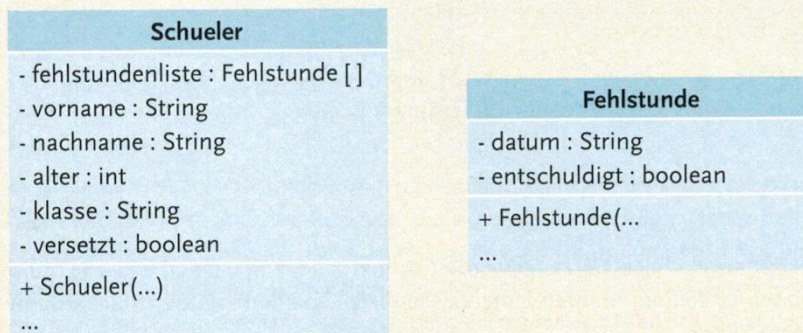 Schueler
- fehlstundenliste : Fehlstunde [ ]
- vorname : String
- nachname : String
- alter : int
- klasse : String
- versetzt : boolean
+ Schueler(...)
...
Fehlstunde
- datum : String
- entschuldigt : boolean
+ Fehlstunde(...
...